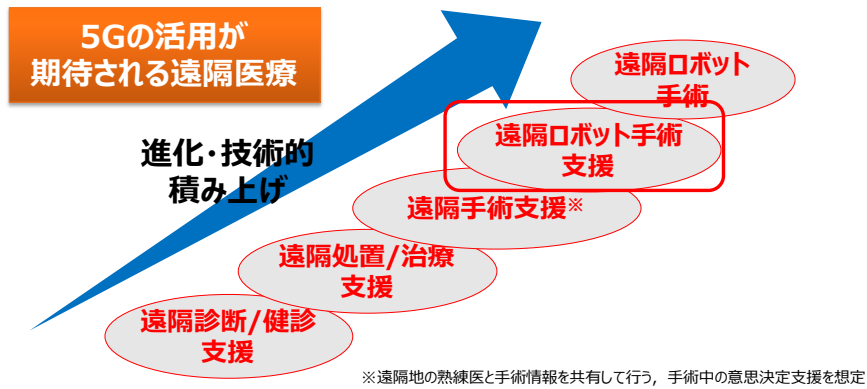 5Gの活用が
期待される遠隔医療
進化・技術的
積み上げ
遠隔ロボット
手術
遠隔ロボット手術
支援
遠隔手術支援※
遠隔処置/治療
支援
遠隔診断/健診
支援
※遠隔地の熟練医と手術情報を共有して行う，手術中の意思決定支援を想定